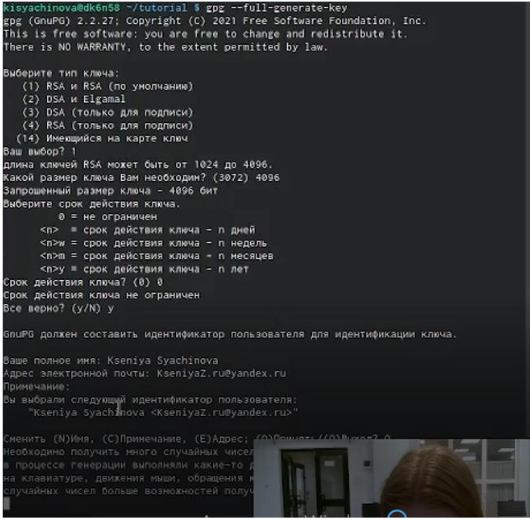 kisyachinova@dk6n58 ~/tutorial $ gpg --full-generate-key
gpg (GnuPG) 2.2.27; Copyright (C) 2021 Free Software Foundation, Inc.
This is free software: you are free to change and redistribute it.
There is NO WARRANTY, to the extent permitted by law.
Выберите тип ключа:
(1) RSA и RSA (по умолчанию)
(2) DSA и Elgamal
(3) DSA (только для подписи)
(4) RSA (только для подписи)
(14) Имеющийся на карте ключ
Ваш выбор? 1
длина ключей RSA может быть от 1024 до 4096.
Какой размер ключа Вам необходим? (3072) 4096
Запрошенный размер ключа - 4096 бит
Выберите срок действия ключа.
0 = не ограничен
<n> = срок действия ключа - n дней
<n>w = срок действия ключа - n недель
<n>m = срок действия ключа - n месяцев
<n>y = срок действия ключа - n лет
Срок действия ключа? (0) 0
Срок действия ключа не ограничен
Все верно? (y/N) y
GnuPG должен составить идентификатор пользователя для идентификации ключа.
Ваше полное имя: Kseniya Syachinova
Адрес электронной почты: KseniyaZ.ru@yandex.ru
Примечание:
Вы выбрали следующий идентификатор пользователя:
"Kseniya Syachinova <KseniyaZ.ru@yandex.ru>"
Сменить (N)Имя, (C)Примечание, (E)Адрес;
Необходимо получить много случайных чисел
в процессе генерации выполняли какие-то
на клавиатуре, движения мыши, обращения
случайных чисел больше возможностей